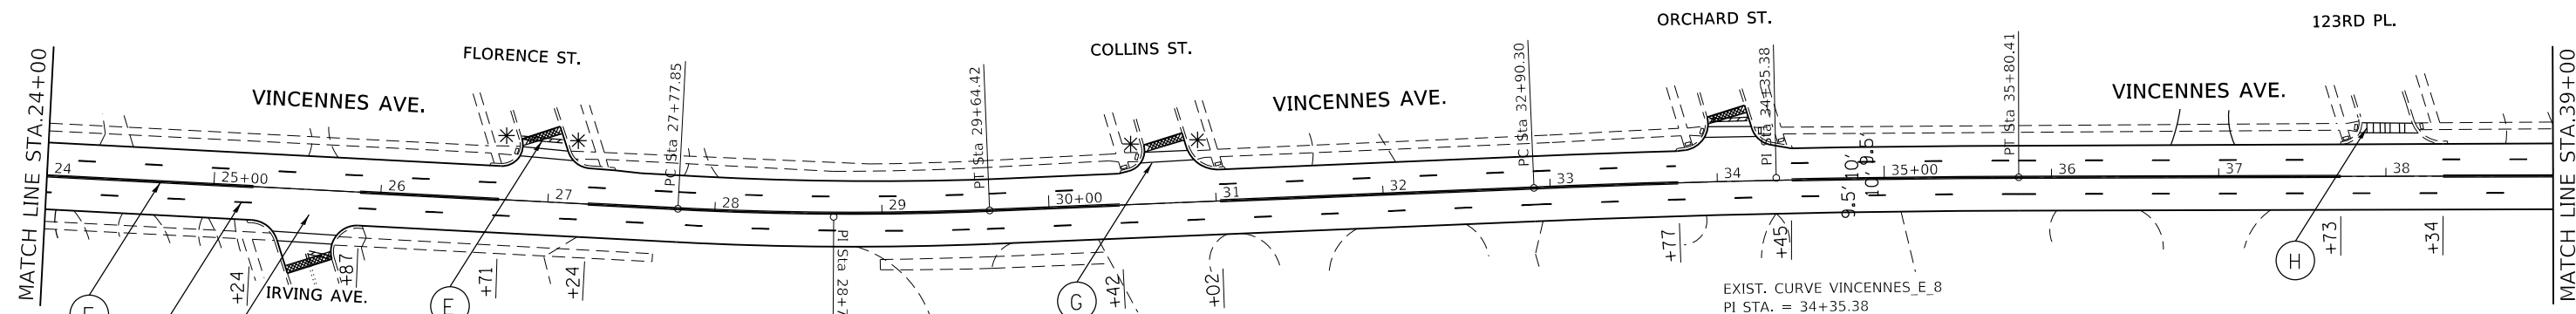 ORCHARD ST.
123RD PL.
FLORENCE ST.
COLLINS ST.
VINCENNES AVE.
VINCENNES AVE.
VINCENNES AVE.
MATCH LINE STA.24+00
PC Sta 27+77.85
PT Sta 29+64.42
PC Sta 32+90.30
PI Sta 34+35.38
PT Sta 35+80.41
MATCH LINE STA.39+00
24
25+00
26
27
28
29
30+00
31
32
33
34
35+00
36
37
38
9.5' 10'
10' 9.5'
PI Sta
+24
+87
+71
+24
+42
+02
+77
+45
+73
+34
IRVING AVE.
E
G
H
EXIST. CURVE VINCENNES_E_8
PI STA. = 34+35.38